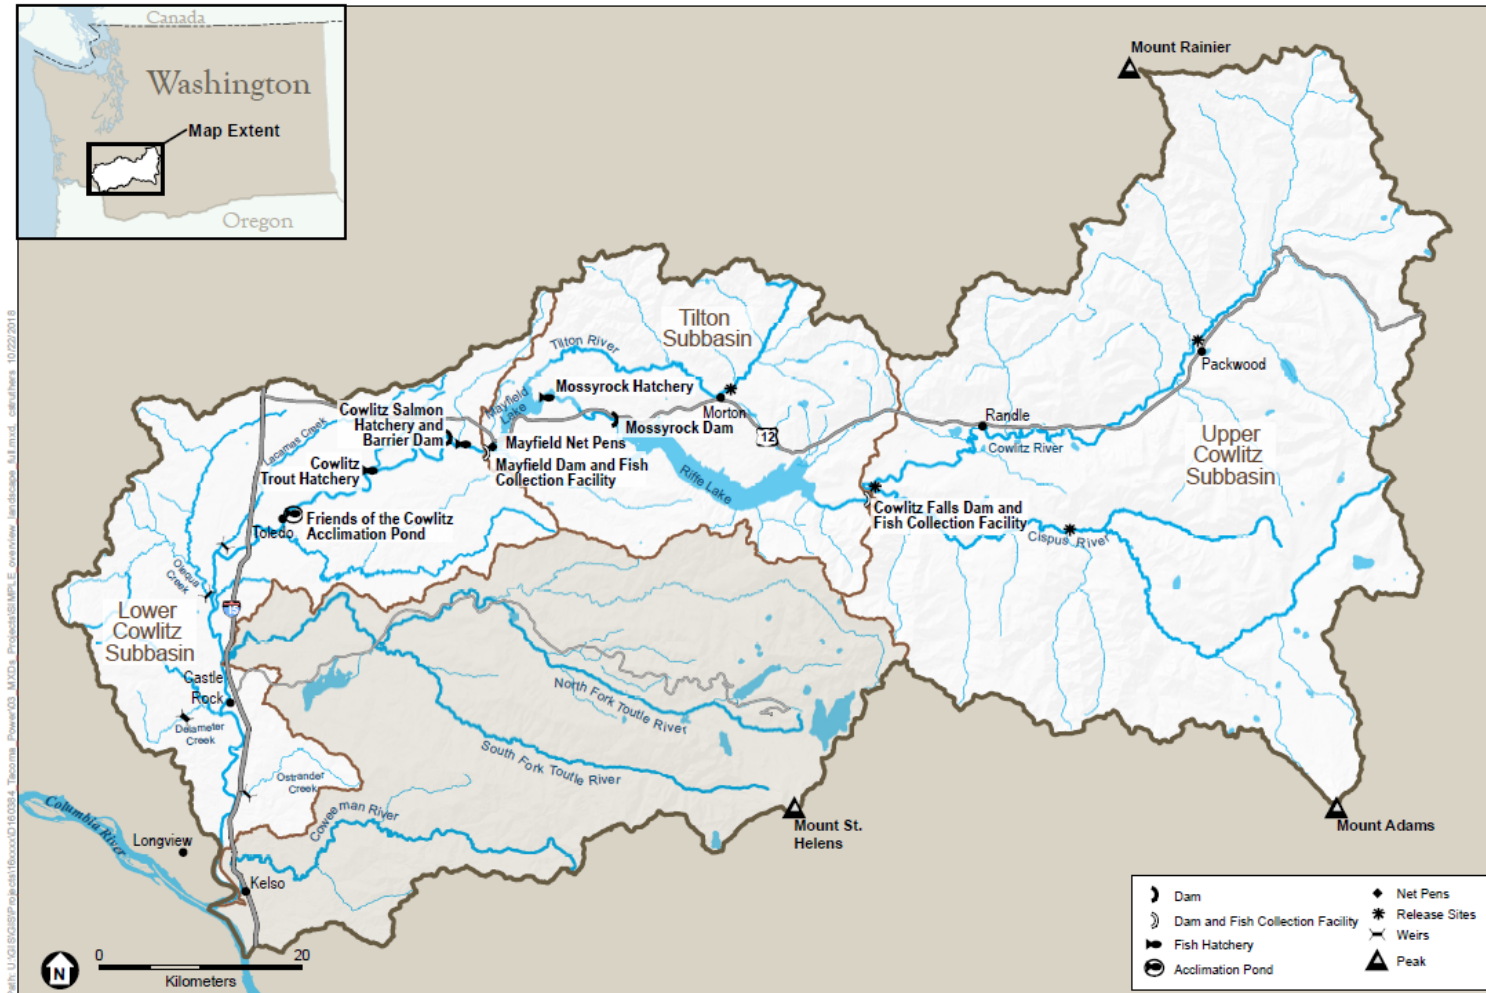 Canada
Washington
Map Extent
Oregon
Mount Rainier
Tilton
Subbasin
Tilton River
Packwood
Mossyrock Hatchery
Mayfield
Lake
Morton
Mossyrock Dam
12
Randle
Cowlitz River
Upper
Cowlitz
Subbasin
Cowlitz Salmon
Hatchery and
Barrier Dam
Lacamas Creek
Mayfield Net Pens
Mayfield Dam and Fish
Collection Facility
Cowlitz
Trout Hatchery
Riffe Lake
Cowlitz Falls Dam and
Fish Collection Facility
Friends of the Cowlitz
Acclimation Pond
Toledo
Cispus River
Olequa
Creek
5
Lower
Cowlitz
Subbasin
Castle
Rock
North Fork Toutle River
Delameter
Creek
South Fork Toutle River
Ostrander
Creek
Coweeman River
Columbia River
Longview
Kelso
Mount St.
Helens
Mount Adams
N
0
20
Kilometers
Dam
Dam and Fish Collection Facility
Fish Hatchery
Acclimation Pond
Net Pens
Release Sites
Weirs
Peak